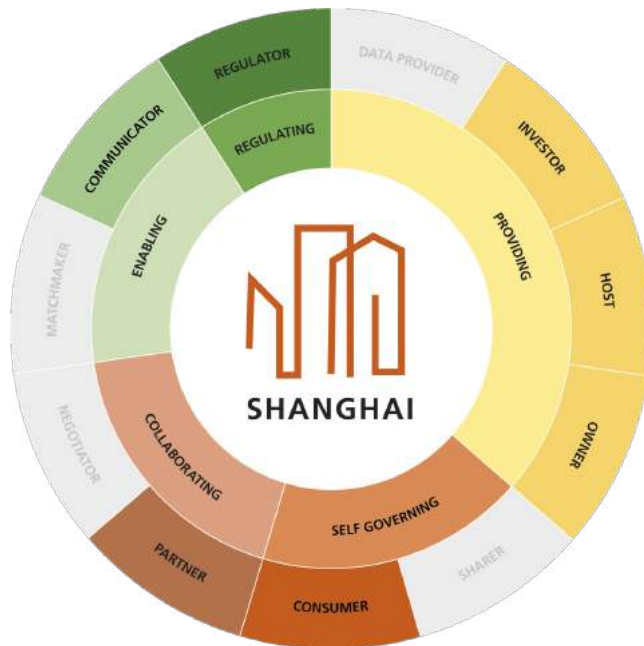 REGULATOR
DATA PROVIDER
INVESTOR
HOST
OWNER
SHARER
CONSUMER
PARTNER
NEGOTIATOR
MATCHMAKER
COMMUNICATOR
REGULATING
PROVIDING
SELF GOVERNING
COLLABORATING
ENABLING
SHANGHAI